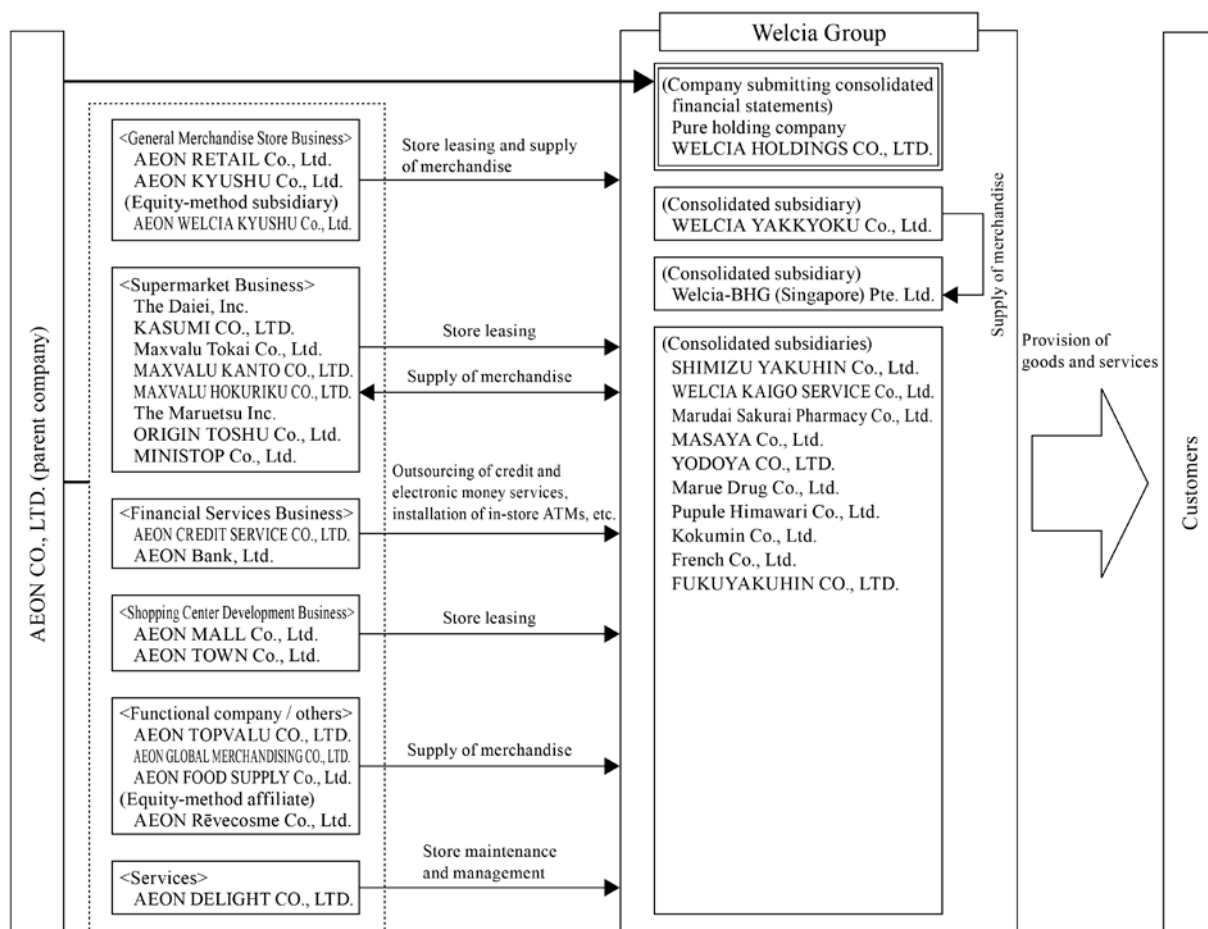 AEON CO., LTD. (parent company)
<General Merchandise Store Business>
AEON RETAIL Co., Ltd.
AEON KYUSHU Co., Ltd.
(Equity-method subsidiary)
AEON WELCIA KYUSHU Co., Ltd.
<Supermarket Business>
The Daiei, Inc.
KASUMI CO., LTD.
Maxvalu Tokai Co., Ltd.
MAXVALU KANTO CO., LTD.
MAXVALU HOKURIKU CO., LTD.
The Maruetsu Inc.
ORIGIN TOSHU Co., Ltd.
MINISTOP Co., Ltd.
<Financial Services Business>
AEON CREDIT SERVICE CO., LTD.
AEON Bank, Ltd.
<Shopping Center Development Business>
AEON MALL Co., Ltd.
AEON TOWN Co., Ltd.
<Functional company / others>
AEON TOPVALU CO., LTD.
AEON GLOBAL MERCHANDISING CO., LTD.
AEON FOOD SUPPLY Co., Ltd.
(Equity-method affiliate)
AEON Rēvecosme Co., Ltd.
<Services>
AEON DELIGHT CO., LTD.
Store leasing and supply
of merchandise
Store leasing
Supply of merchandise
Outsourcing of credit and
electronic money services,
installation of in-store ATMs, etc.
Store leasing
Supply of merchandise
Store maintenance
and management
Welcia Group
(Company submitting consolidated
financial statements)
Pure holding company
WELCIA HOLDINGS CO., LTD.
(Consolidated subsidiary)
WELCIA YAKKYOKU Co., Ltd.
(Consolidated subsidiary)
Welcia-BHG (Singapore) Pte. Ltd.
Supply of merchandise
(Consolidated subsidiaries)
SHIMIZU YAKUHIN Co., Ltd.
WELCIA KAIGO SERVICE Co., Ltd.
Marudai Sakurai Pharmacy Co., Ltd.
MASAYA Co., Ltd.
YODOYA CO., LTD.
Marue Drug Co., Ltd.
Pupule Himawari Co., Ltd.
Kokumin Co., Ltd.
French Co., Ltd.
FUKUYAKUHIN CO., LTD.
Provision of
goods and services
Customers